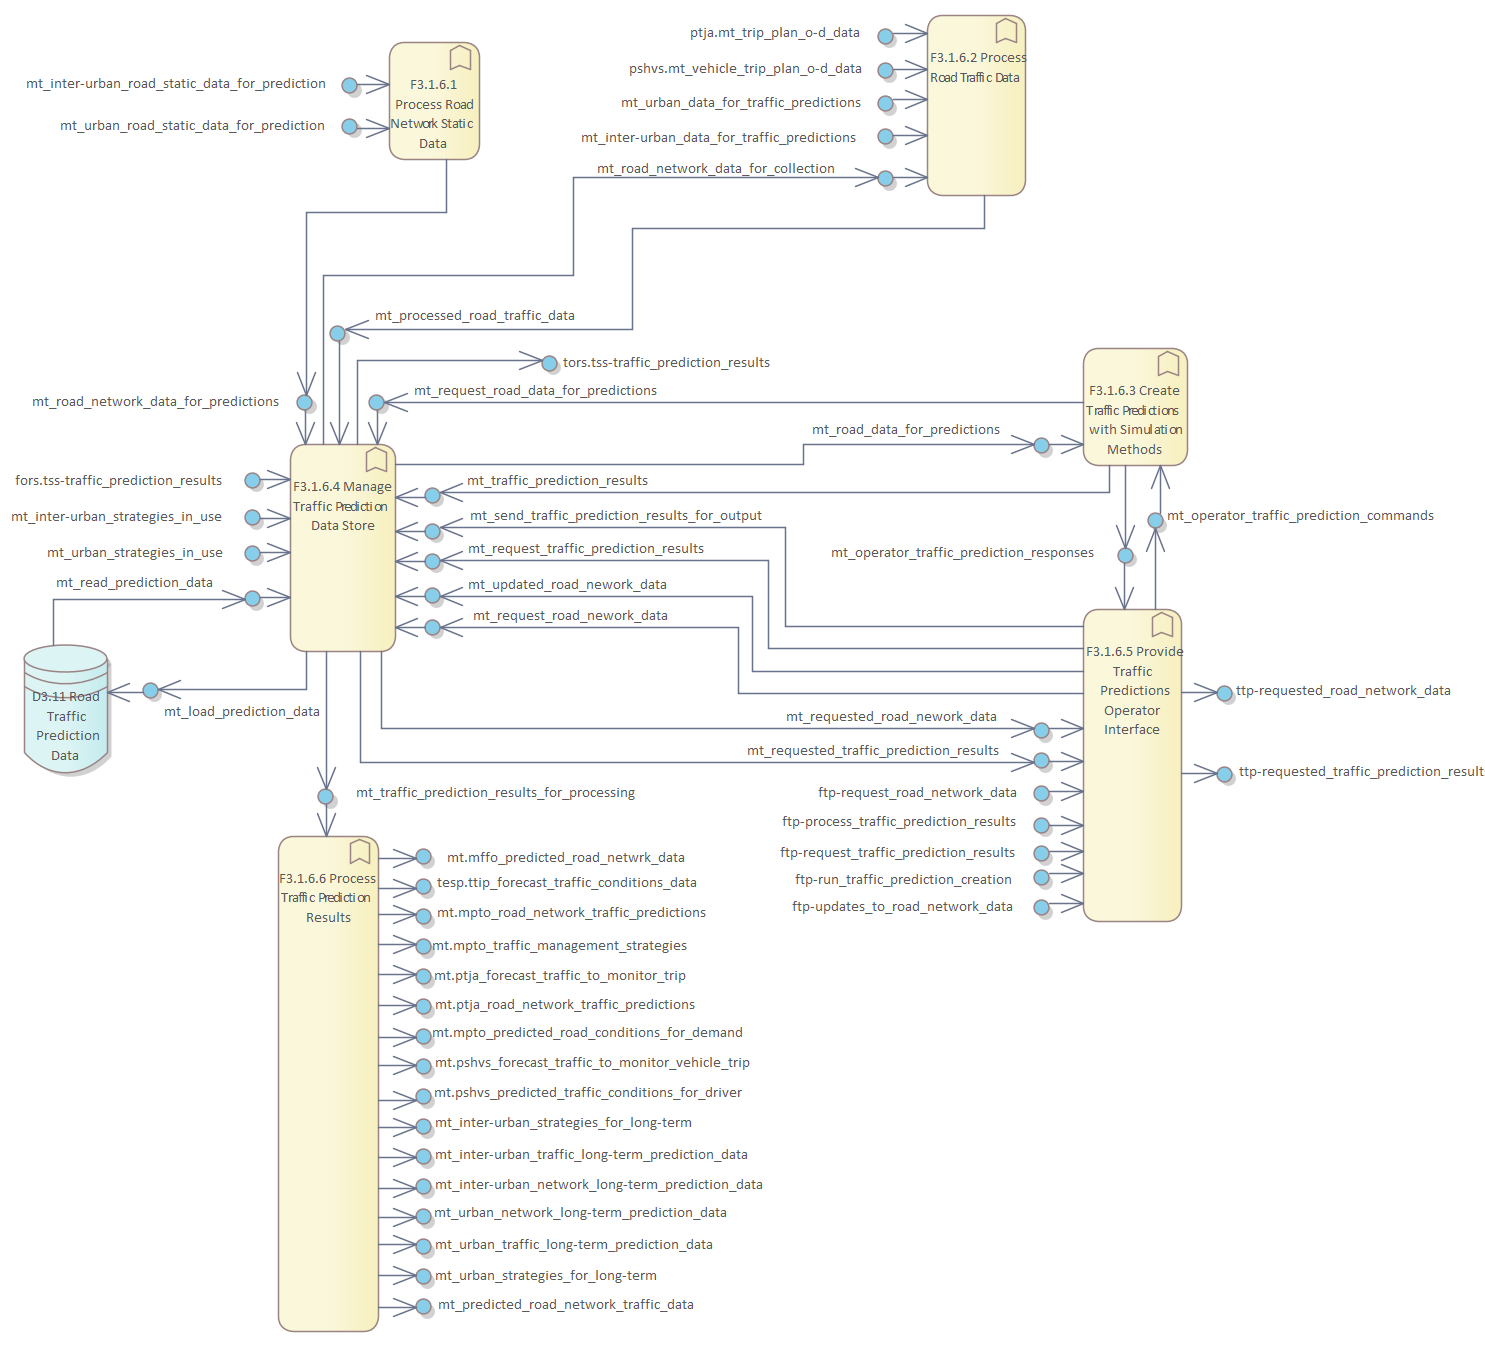 ptja.mt_trip_plan_o-d_data
pshvs.mt_vehicle_trip_plan_o-d_data
mt_urban_data_for_traffic_predictions
mt_inter-urban_data_for_traffic_predictions
mt_road_network_data_for_collection
F3.1.6.2 Process
Road Traffic Data
mt_inter-urban_road_static_data_for_prediction
mt_urban_road_static_data_for_prediction
F3.1.6.1
Process Road
Network Static
Data
mt_processed_road_traffic_data
tors.tss-traffic_prediction_results
mt_request_road_data_for_predictions
mt_road_network_data_for_predictions
mt_road_data_for_predictions
F3.1.6.3 Create
Traffic Predictions
with Simulation
Methods
fors.tss-traffic_prediction_results
mt_inter-urban_strategies_in_use
mt_urban_strategies_in_use
mt_read_prediction_data
F3.1.6.4 Manage
Traffic Prediction
Data Store
mt_traffic_prediction_results
mt_send_traffic_prediction_results_for_output
mt_request_traffic_prediction_results
mt_updated_road_nework_data
mt_request_road_nework_data
mt_operator_traffic_prediction_commands
mt_operator_traffic_prediction_responses
D3.11 Road
Traffic
Prediction
Data
mt_load_prediction_data
F3.1.6.5 Provide
Traffic
Predictions
Operator
Interface
ttp-requested_road_network_data
ttp-requested_traffic_prediction_result
mt_requested_road_nework_data
mt_requested_traffic_prediction_results
ftp-request_road_network_data
ftp-process_traffic_prediction_results
ftp-request_traffic_prediction_results
ftp-run_traffic_prediction_creation
ftp-updates_to_road_network_data
mt_traffic_prediction_results_for_processing
F3.1.6.6 Process
Traffic Prediction
Results
mt.mffo_predicted_road_netwrk_data
tesp.ttip_forecast_traffic_conditions_data
mt.mpto_road_network_traffic_predictions
mt.mpto_traffic_management_strategies
mt.ptja_forecast_traffic_to_monitor_trip
mt.ptja_road_network_traffic_predictions
mt.mpto_predicted_road_conditions_for_demand
mt.pshvs_forecast_traffic_to_monitor_vehicle_trip
mt.pshvs_predicted_traffic_conditions_for_driver
mt_inter-urban_strategies_for_long-term
mt_inter-urban_traffic_long-term_prediction_data
mt_inter-urban_network_long-term_prediction_data
mt_urban_network_long-term_prediction_data
mt_urban_traffic_long-term_prediction_data
mt_urban_strategies_for_long-term
mt_predicted_road_network_traffic_data